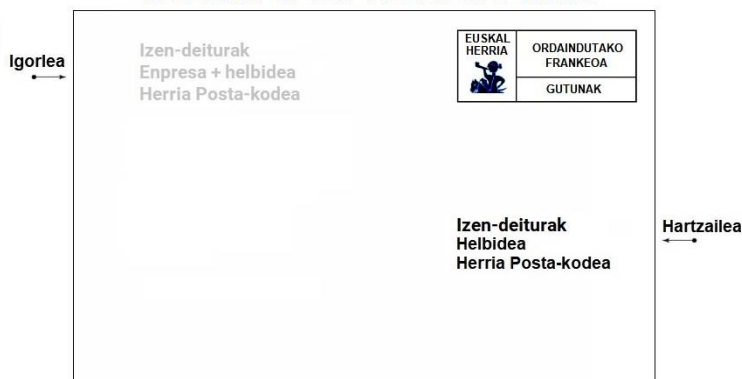 Igorlea
Izen-deiturak
Enpresa + helbidea
Herria Posta-kodea
EUSKAL
HERRIA
ORDAINDUTAKO
FRANKEOA
GUTUNAK
Izen-deiturak
Helbidea
Herria Posta-kodea
Hartzailea